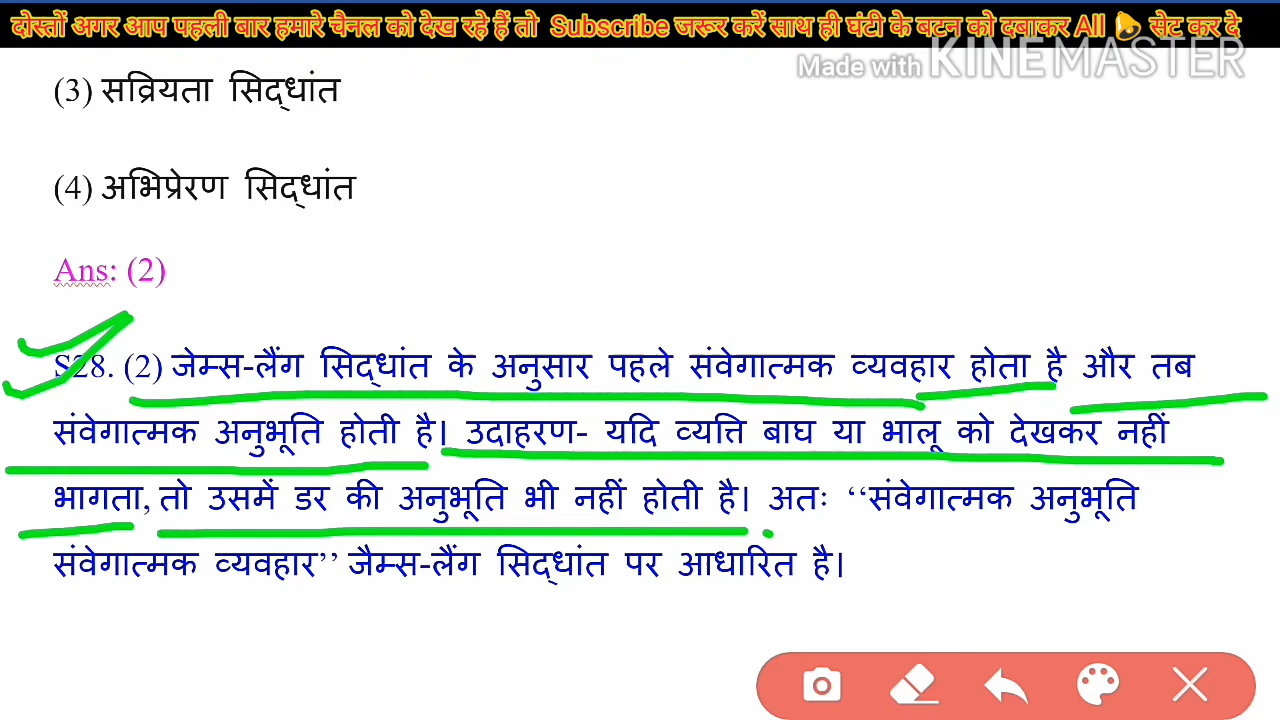 दोस्तों अगर आप पहली बार हमारे चैनल को देख रहे हैं तो Subscribe जरूर करें साथ ही घंटी के बटन को दबाकर All 🔔 सेट कर दे
Made with KINEMASTER
(3) सव्रियता सिद्धांत
(4) अभिप्रेरण सिद्धांत
Ans: (2)
S28. (2) जेम्स-लैंग सिद्धांत के अनुसार पहले संवेगात्मक व्यवहार होता है और तब
संवेगात्मक अनुभूति होती है। उदाहरण- यदि व्यत्ति बाघ या भालू को देखकर नहीं
भागता, तो उसमें डर की अनुभूति भी नहीं होती है। अतः ‘‘संवेगात्मक अनुभूति
संवेगात्मक व्यवहार’’ जैम्स-लैंग सिद्धांत पर आधारित है।